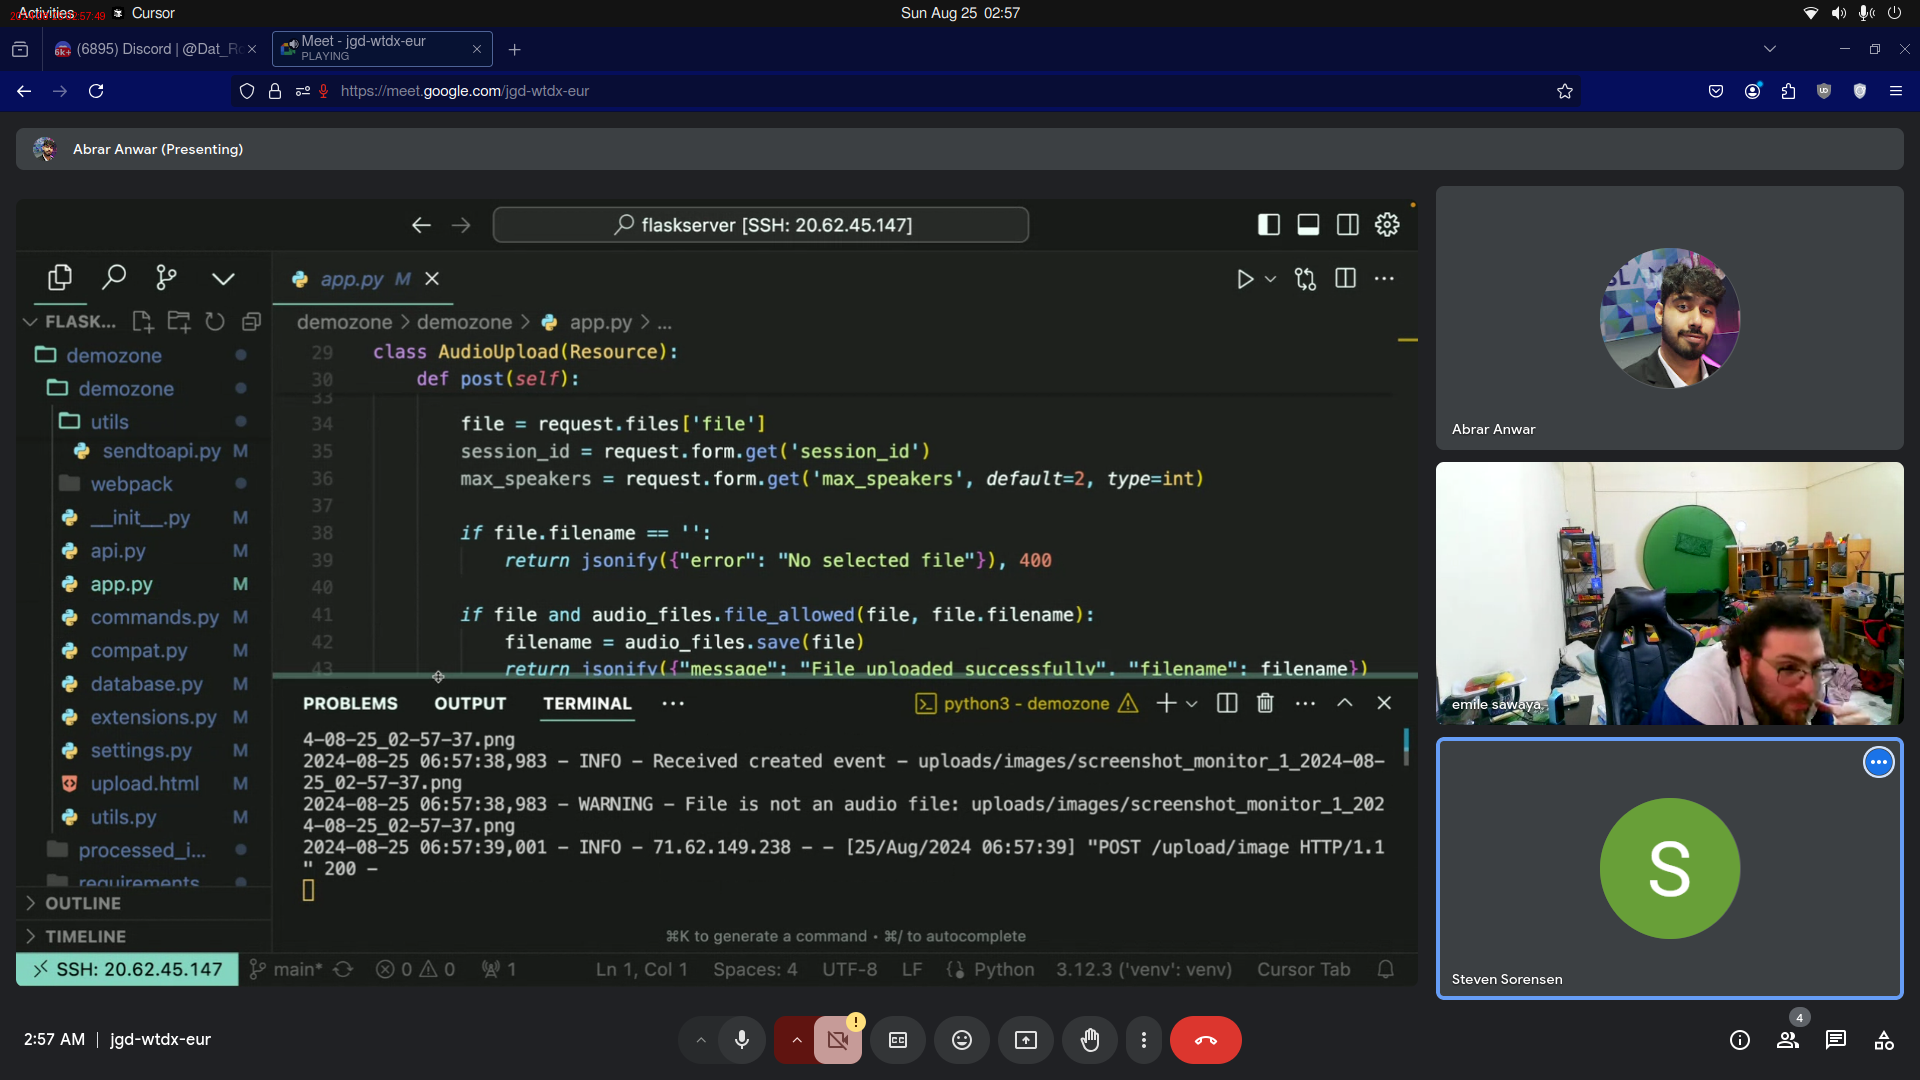 Activities
Cursor
Sun Aug 25 02:57
(6895) Discord | @Dat_Ro
Meet - jgd-wtdx-eur
PLAYING
https://meet.google.com/jgd-wtdx-eur
Abrar Anwar (Presenting)
flaskserver [SSH: 20.62.45.147]
app.py M
FLASK...
demozone > demozone > app.py > ...
demozone
demozone
utils
sendtoapi.py M
webpack
__init__.py M
api.py M
app.py M
commands.py M
compat.py M
database.py M
extensions.py M
settings.py M
upload.html M
utils.py M
processed_i...
requirements
OUTLINE
TIMELINE
29 class AudioUpload(Resource):
30 def post(self):
33
34 file = request.files['file']
35 session_id = request.form.get('session_id')
36 max_speakers = request.form.get('max_speakers', default=2, type=int)
37
38 if file.filename == '':
39 return jsonify({"error": "No selected file"}), 400
40
41 if file and audio_files.file_allowed(file, file.filename):
42 filename = audio_files.save(file)
43 return jsonify({"message": "File uploaded successfully", "filename": filename})
PROBLEMS OUTPUT TERMINAL ... python3 - demozone
4-08-25_02-57-37.png
2024-08-25 06:57:38,983 - INFO - Received created event - uploads/images/screenshot_monitor_1_2024-08-
25_02-57-37.png
2024-08-25 06:57:38,983 - WARNING - File is not an audio file: uploads/images/screenshot_monitor_1_202
4-08-25_02-57-37.png
2024-08-25 06:57:39,001 - INFO - 71.62.149.238 - - [25/Aug/2024 06:57:39] "POST /upload/image HTTP/1.1
" 200 -
⌘K to generate a command • ⌘/ to autocomplete
SSH: 20.62.45.147 main* 0 0 1 Ln 1, Col 1 Spaces: 4 UTF-8 LF Python 3.12.3 ('venv': venv) Cursor Tab
Abrar Anwar
emile sawaya
S
Steven Sorensen
2:57 AM | jgd-wtdx-eur
4